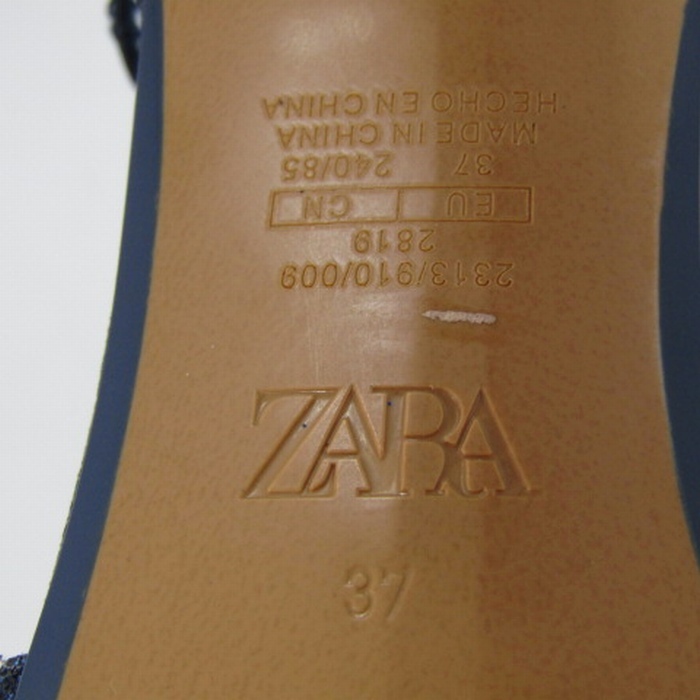 ZARA
37
2313/910/009
2819
EU CN
37 240/85
MADE IN CHINA
HECHO EN CHINA